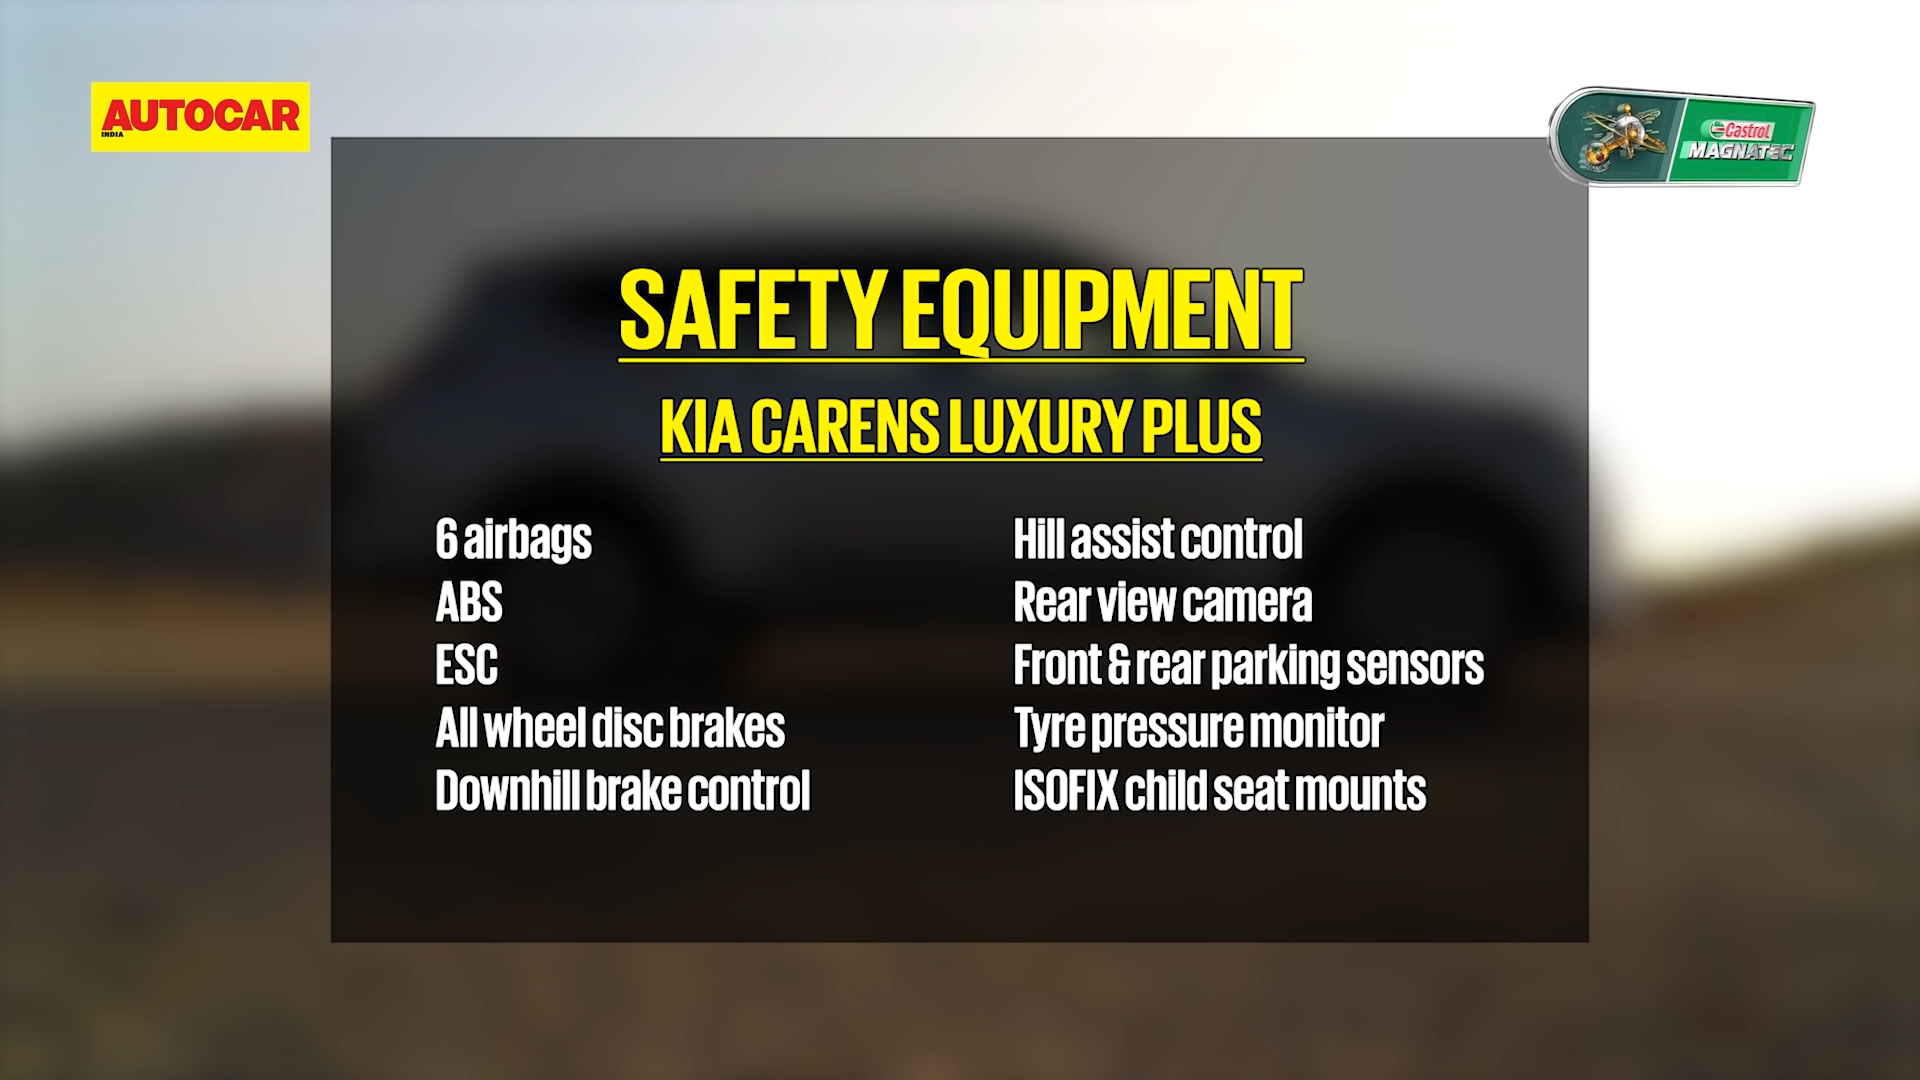 AUTOCAR
INDIA
Castrol
MAGNATEC
SAFETY EQUIPMENT
KIA CARENS LUXURY PLUS
6 airbags
ABS
ESC
All wheel disc brakes
Downhill brake control
Hill assist control
Rear view camera
Front & rear parking sensors
Tyre pressure monitor
ISOFIX child seat mounts